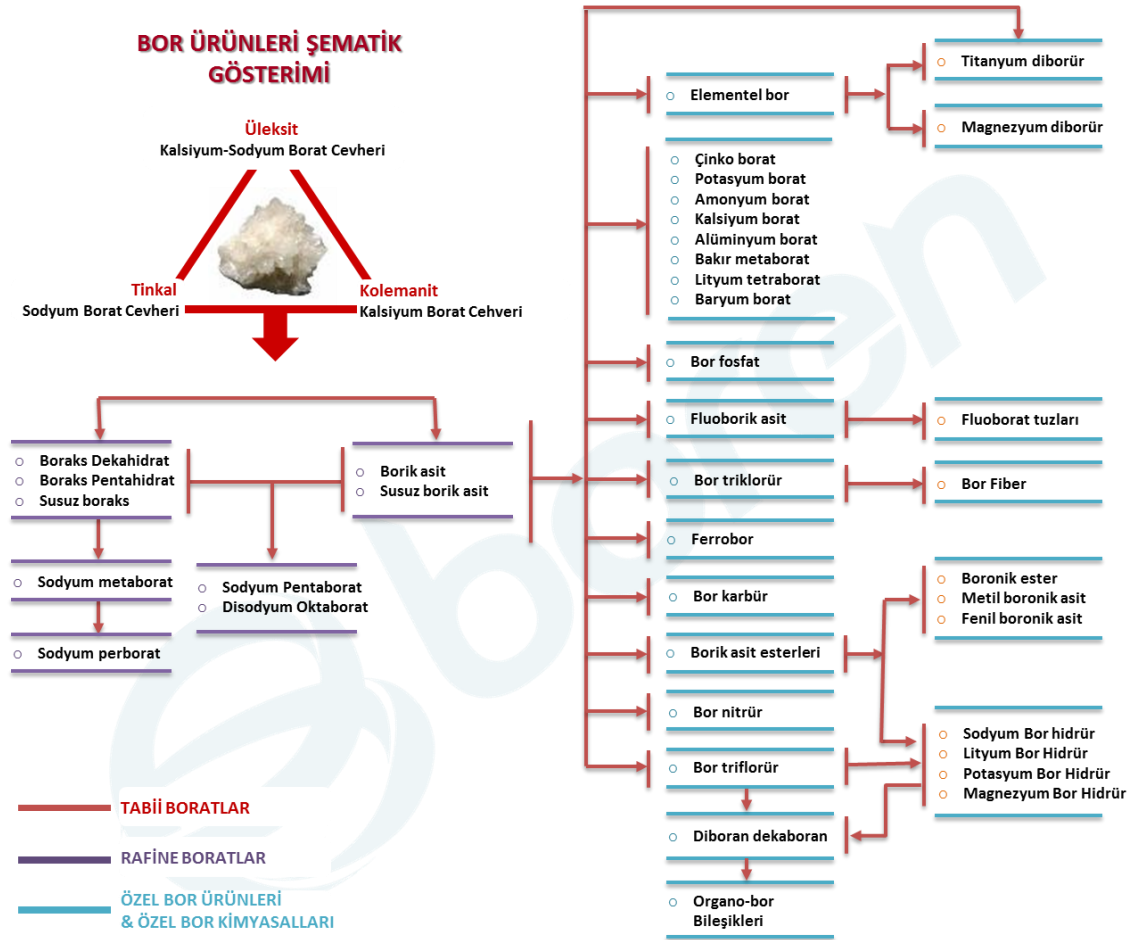 BOR ÜRÜNLERİ ŞEMATİK
GÖSTERİMİ
Üleksit
Kalsiyum-Sodyum Borat Cevheri
Tinkal
Sodyum Borat Cevheri
Kolemanit
Kalsiyum Borat Cehveri
Boraks Dekahidrat
Boraks Pentahidrat
Susuz boraks
Borik asit
Susuz borik asit
Sodyum metaborat
Sodyum perborat
Sodyum Pentaborat
Disodyum Oktaborat
Elementel bor
Titanyum diborür
Magnezyum diborür
Çinko borat
Potasyum borat
Amonyum borat
Kalsiyum borat
Alüminyum borat
Bakır metaborat
Lityum tetraborat
Baryum borat
Bor fosfat
Fluoborik asit
Fluoborat tuzları
Bor triklorür
Bor Fiber
Ferrobor
Bor karbür
Borik asit esterleri
Boronik ester
Metil boronik asit
Fenil boronik asit
Bor nitrür
Bor triflorür
Sodyum Bor hidrür
Lityum Bor Hidrür
Potasyum Bor Hidrür
Magnezyum Bor Hidrür
Diboran dekaboran
Organo-bor
Bileşikleri
TABİİ BORATLAR
RAFİNE BORATLAR
ÖZEL BOR ÜRÜNLERİ
& ÖZEL BOR KİMYASALLARI
boren